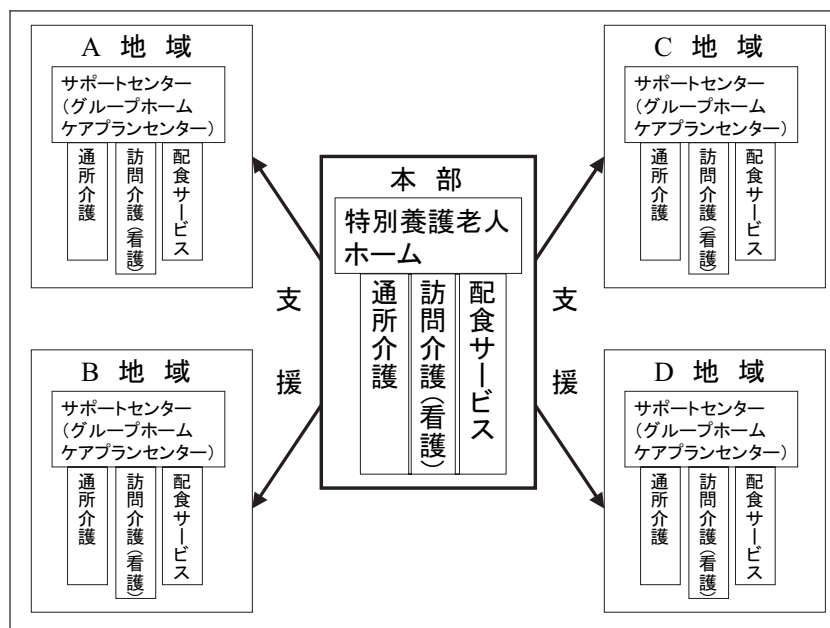 A 地 域
サポートセンター
(グループホーム
ケアプランセンター)
通所介護
訪問介護(看護)
配食サービス
B 地 域
サポートセンター
(グループホーム
ケアプランセンター)
通所介護
訪問介護(看護)
配食サービス
支
援
本 部
特別養護老人
ホーム
通所介護
訪問介護(看護)
配食サービス
支
援
C 地 域
サポートセンター
(グループホーム
ケアプランセンター)
通所介護
訪問介護(看護)
配食サービス
D 地 域
サポートセンター
(グループホーム
ケアプランセンター)
通所介護
訪問介護(看護)
配食サービス